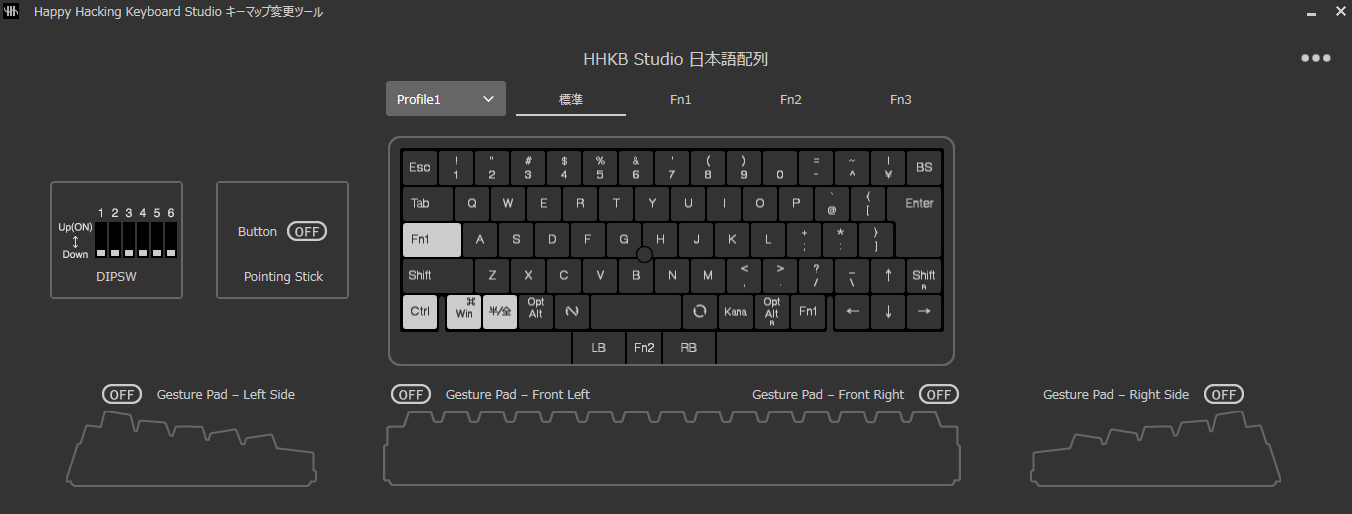 Happy Hacking Keyboard Studio キーマップ変更ツール
HHKB Studio 日本語配列
Profile1 標準 Fn1 Fn2 Fn3
Esc ! 1 " 2 # 3 $ 4 % 5 & 6 ' 7 ( 8 ) 9 0 = - ~ ^ | ¥ BS
Tab Q W E R T Y U I O P ` @ { [ Enter
Fn1 A S D F G H J K L + ; * : } ]
Shift Z X C V B N M < , > . ? / _ \ ↑ Shift R
Ctrl ⌘ Win 半/全 Opt Alt Kana Opt Alt R Fn1 ← ↓ →
LB Fn2 RB
1 2 3 4 5 6
Up(ON)
↕
Down
DIPSW
Button OFF
Pointing Stick
OFF Gesture Pad – Left Side
OFF Gesture Pad – Front Left
Gesture Pad – Front Right OFF
Gesture Pad – Right Side OFF